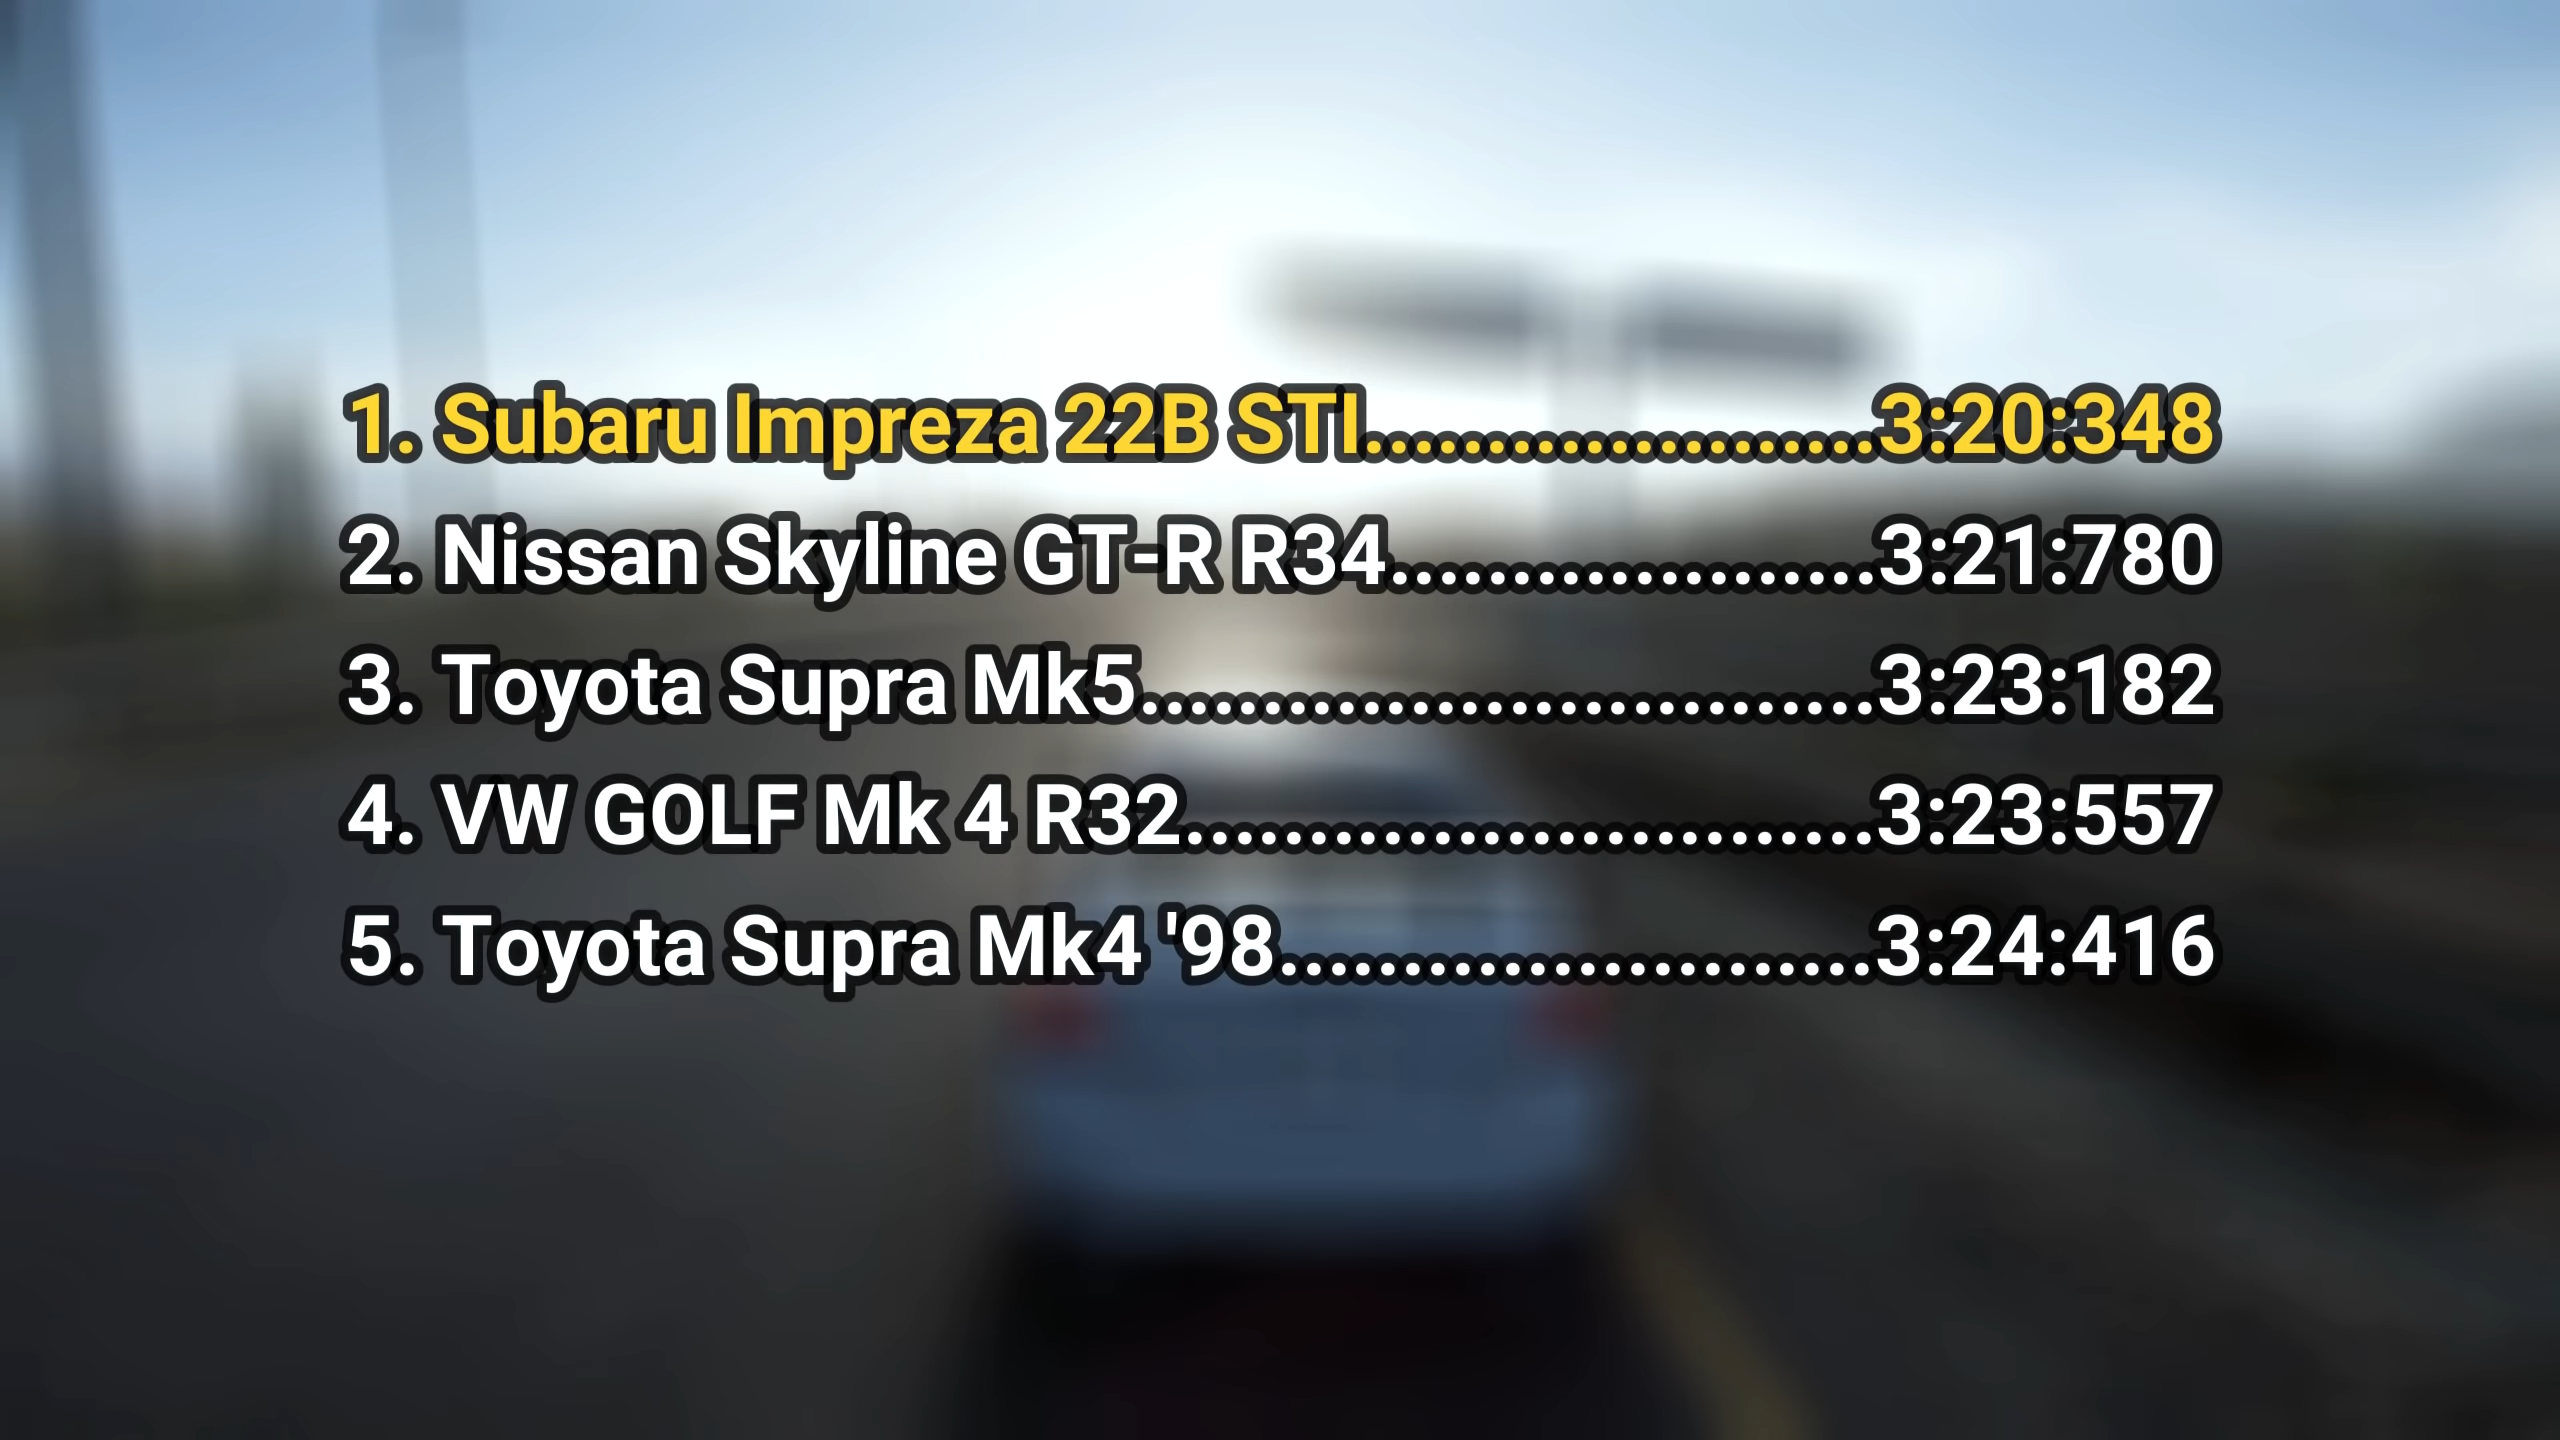 1. Subaru Impreza 22B STI.....................3:20:348
2. Nissan Skyline GT-R R34....................3:21:780
3. Toyota Supra Mk5..............................3:23:182
4. VW GOLF Mk 4 R32............................3:23:557
5. Toyota Supra Mk4 '98........................3:24:416